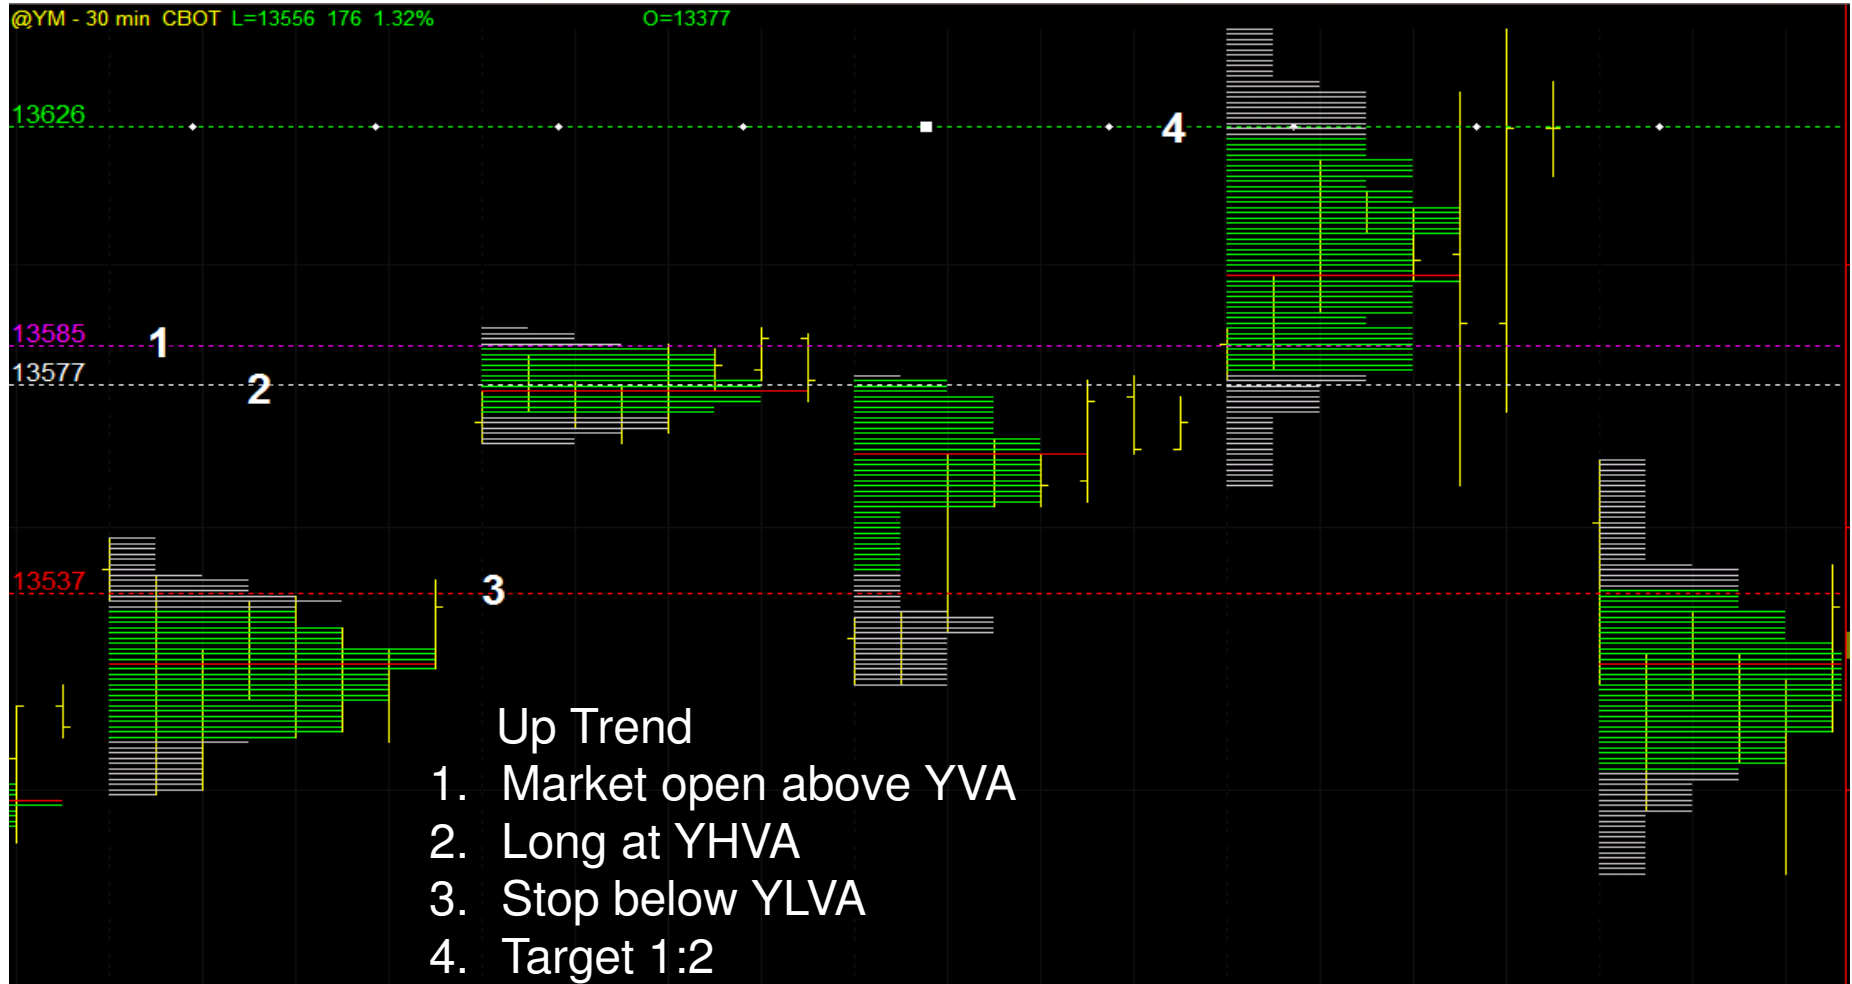 @YM - 30 min CBOT L=13556 176 1.32% O=13377
13626
4
13585
1
13577
2
13537
3
Up Trend
1. Market open above YVA
2. Long at YHVA
3. Stop below YLVA
4. Target 1:2